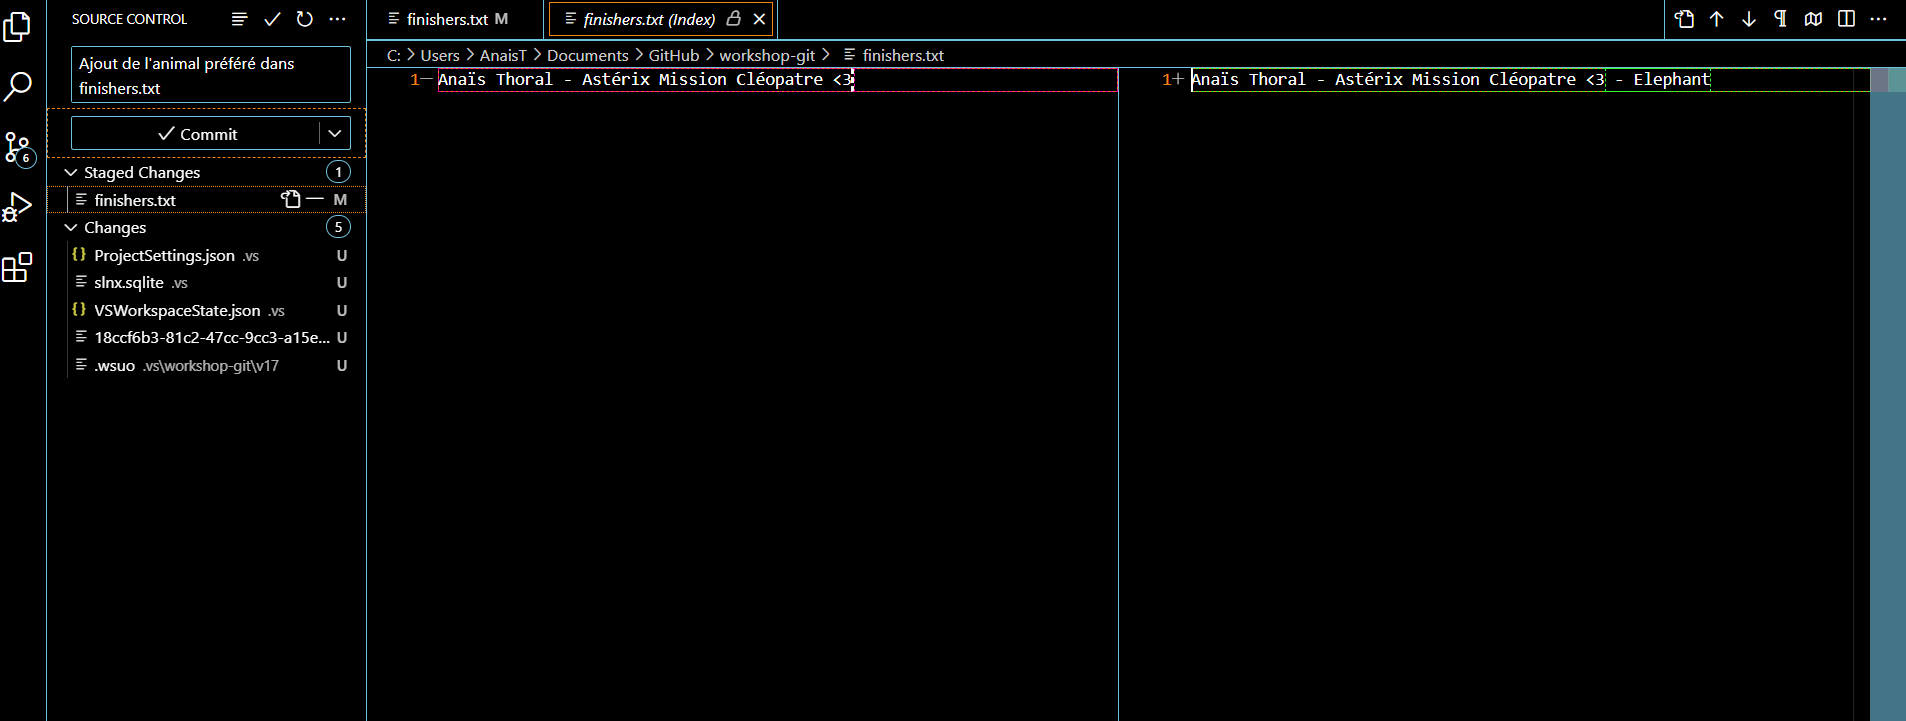 SOURCE CONTROL
Ajout de l'animal préféré dans
finishers.txt
Commit
Staged Changes 1
finishers.txt M
Changes 5
ProjectSettings.json .vs U
slnx.sqlite .vs U
VSWorkspaceState.json .vs U
18ccf6b3-81c2-47cc-9cc3-a15e... U
.wsuo .vs\workshop-git\v17 U
6
finishers.txt M
finishers.txt (Index)
C: > Users > AnaisT > Documents > GitHub > workshop-git > finishers.txt
1− Anaïs Thoral - Astérix Mission Cléopatre <3
1+ Anaïs Thoral - Astérix Mission Cléopatre <3 - Elephant